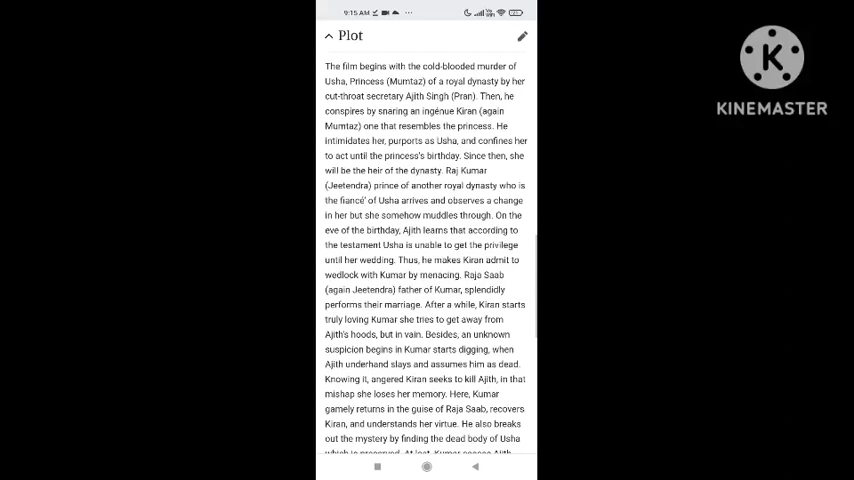 9:15 AM
Plot
The film begins with the cold-blooded murder of
Usha, Princess (Mumtaz) of a royal dynasty by her
cut-throat secretary Ajith Singh (Pran). Then, he
conspires by snaring an ingénue Kiran (again
Mumtaz) one that resembles the princess. He
intimidates her, purports as Usha, and confines her
to act until the princess's birthday. Since then, she
will be the heir of the dynasty. Raj Kumar
(Jeetendra) prince of another royal dynasty who is
the fiancé' of Usha arrives and observes a change
in her but she somehow muddles through. On the
eve of the birthday, Ajith learns that according to
the testament Usha is unable to get the privilege
until her wedding. Thus, he makes Kiran admit to
wedlock with Kumar by menacing. Raja Saab
(again Jeetendra) father of Kumar, splendidly
performs their marriage. After a while, Kiran starts
truly loving Kumar she tries to get away from
Ajith's hoods, but in vain. Besides, an unknown
suspicion begins in Kumar starts digging, when
Ajith underhand slays and assumes him as dead.
Knowing it, angered Kiran seeks to kill Ajith, in that
mishap she loses her memory. Here, Kumar
gamely returns in the guise of Raja Saab, recovers
Kiran, and understands her virtue. He also breaks
out the mystery by finding the dead body of Usha
which is preserved. At last, Kumar ceases Ajith
K
KINEMASTER